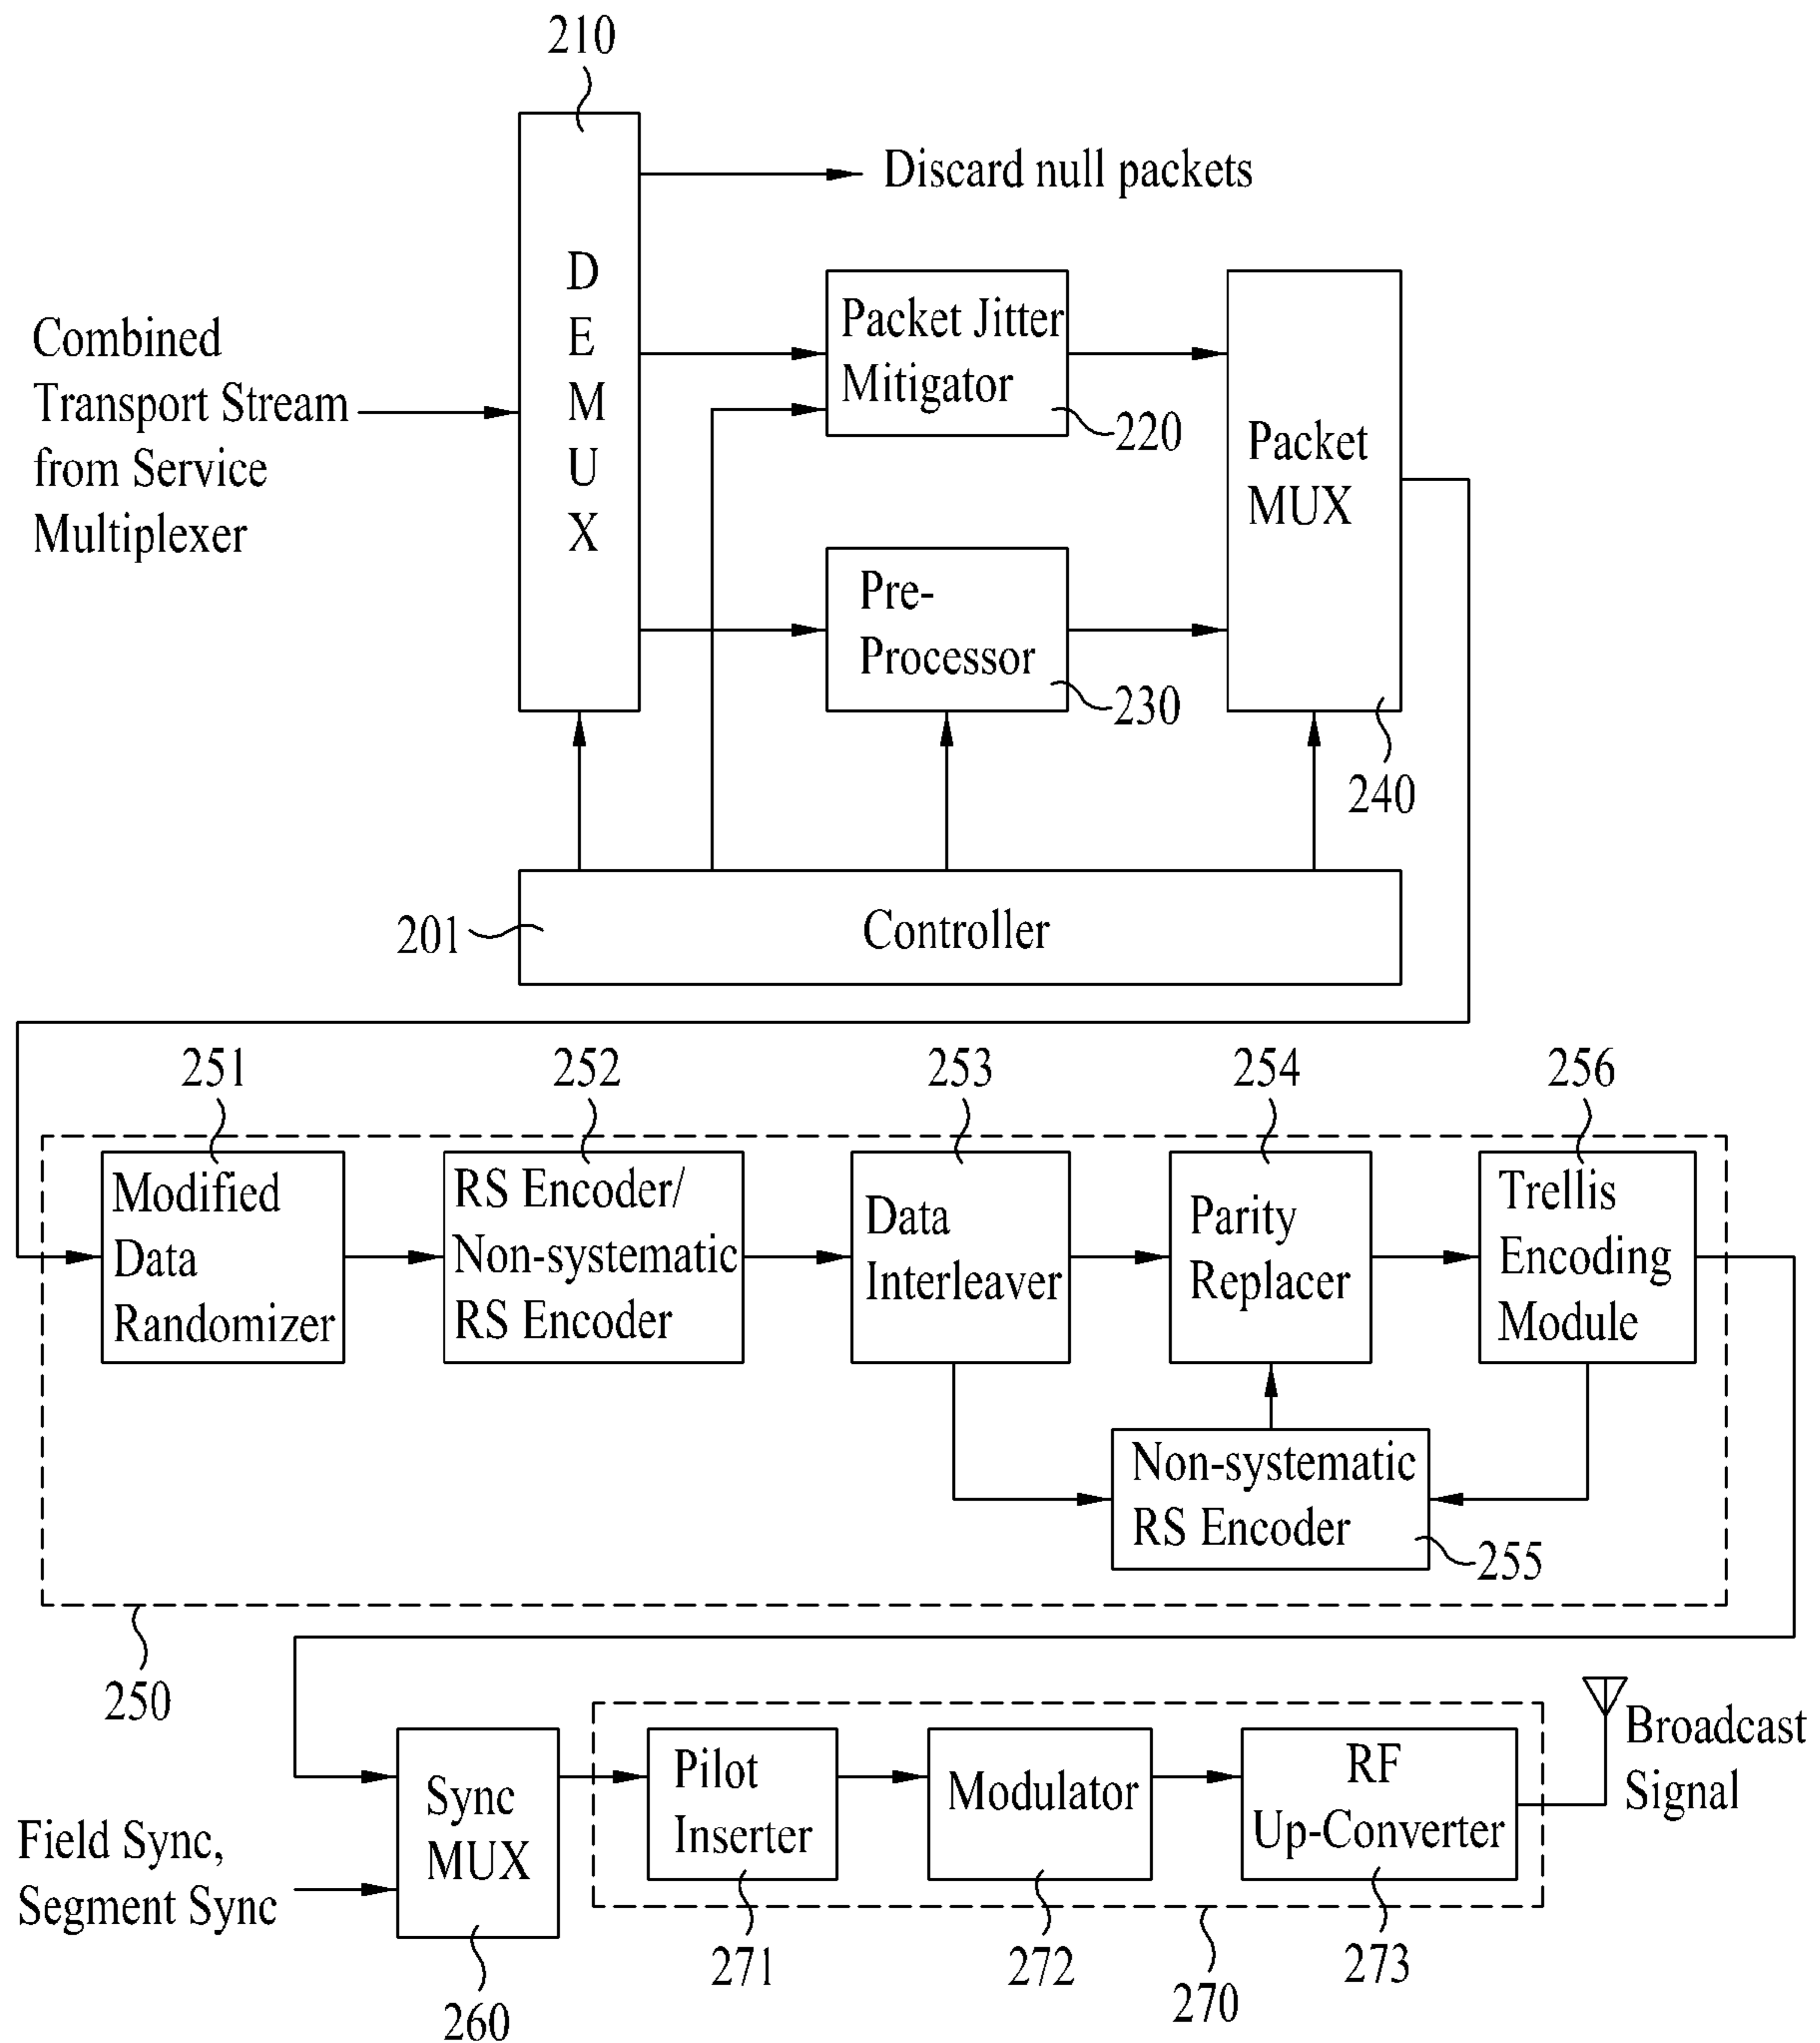 210
Discard null packets
D
E
M
U
X
Combined
Transport Stream
from Service
Multiplexer
Packet Jitter
Mitigator
220
Packet
MUX
Pre-
Processor
230
240
201
Controller
251
252
253
254
256
Modified
Data
Randomizer
RS Encoder/
Non-systematic
RS Encoder
Data
Interleaver
Parity
Replacer
Trellis
Encoding
Module
Non-systematic
RS Encoder
255
250
Field Sync,
Segment Sync
Sync
MUX
Pilot
Inserter
Modulator
RF
Up-Converter
Broadcast
Signal
260
271
272
270
273